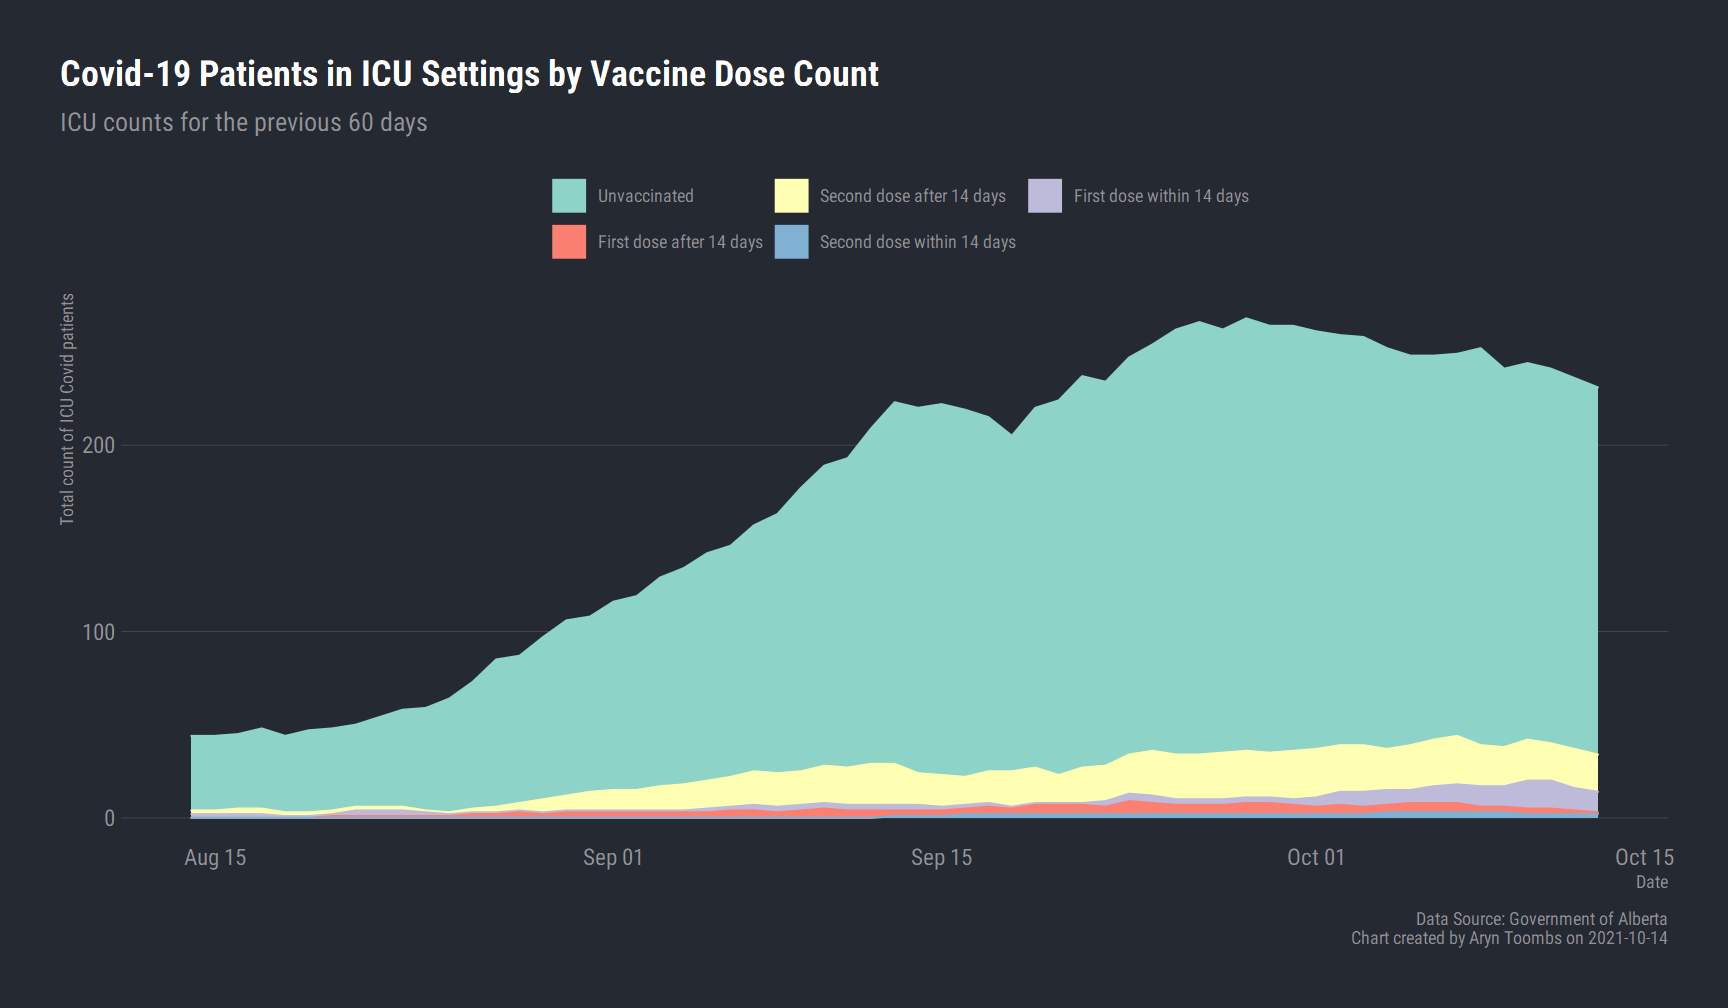 Covid-19 Patients in ICU Settings by Vaccine Dose Count
ICU counts for the previous 60 days
Unvaccinated
Second dose after 14 days
First dose within 14 days
First dose after 14 days
Second dose within 14 days
Total count of ICU Covid patients
200
100
0
Aug 15
Sep 01
Sep 15
Oct 01
Oct 15
Date
Data Source: Government of Alberta
Chart created by Aryn Toombs on 2021-10-14